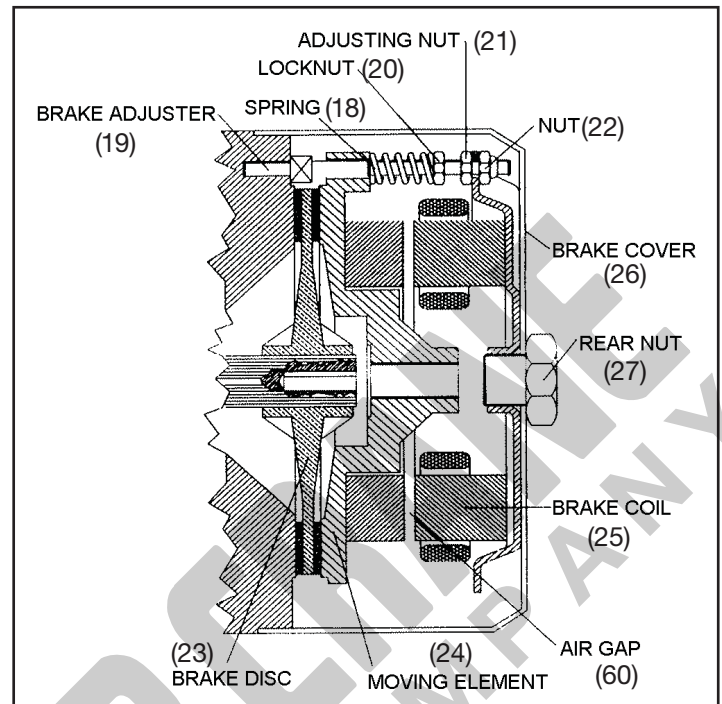 ADJUSTING NUT (21)
LOCKNUT (20)
SPRING (18)
BRAKE ADJUSTER
(19)
NUT (22)
BRAKE COVER
(26)
REAR NUT
(27)
BRAKE COIL
(25)
AIR GAP
(60)
(24)
MOVING ELEMENT
(23)
BRAKE DISC